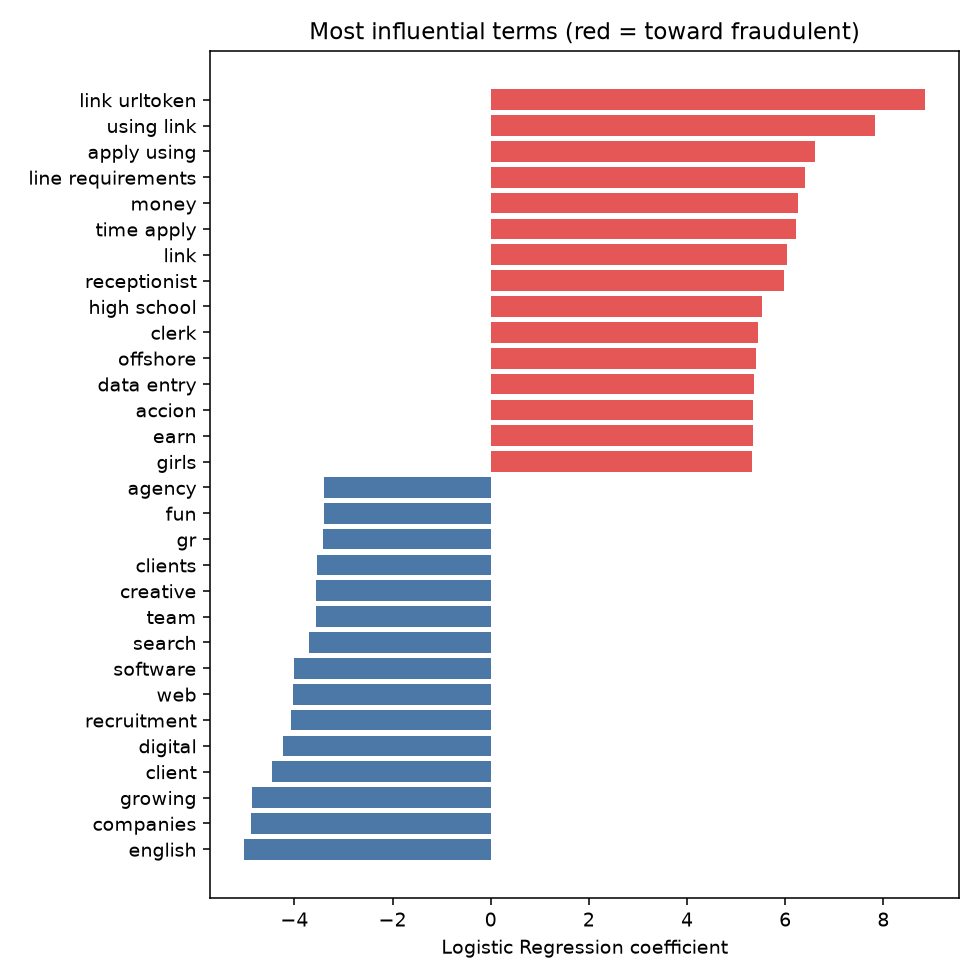 Most influential terms (red = toward fraudulent)
link urltoken
using link
apply using
line requirements
money
time apply
link
receptionist
high school
clerk
offshore
data entry
accion
earn
girls
agency
fun
gr
clients
creative
team
search
software
web
recruitment
digital
client
growing
companies
english
−4 −2 0 2 4 6 8
Logistic Regression coefficient